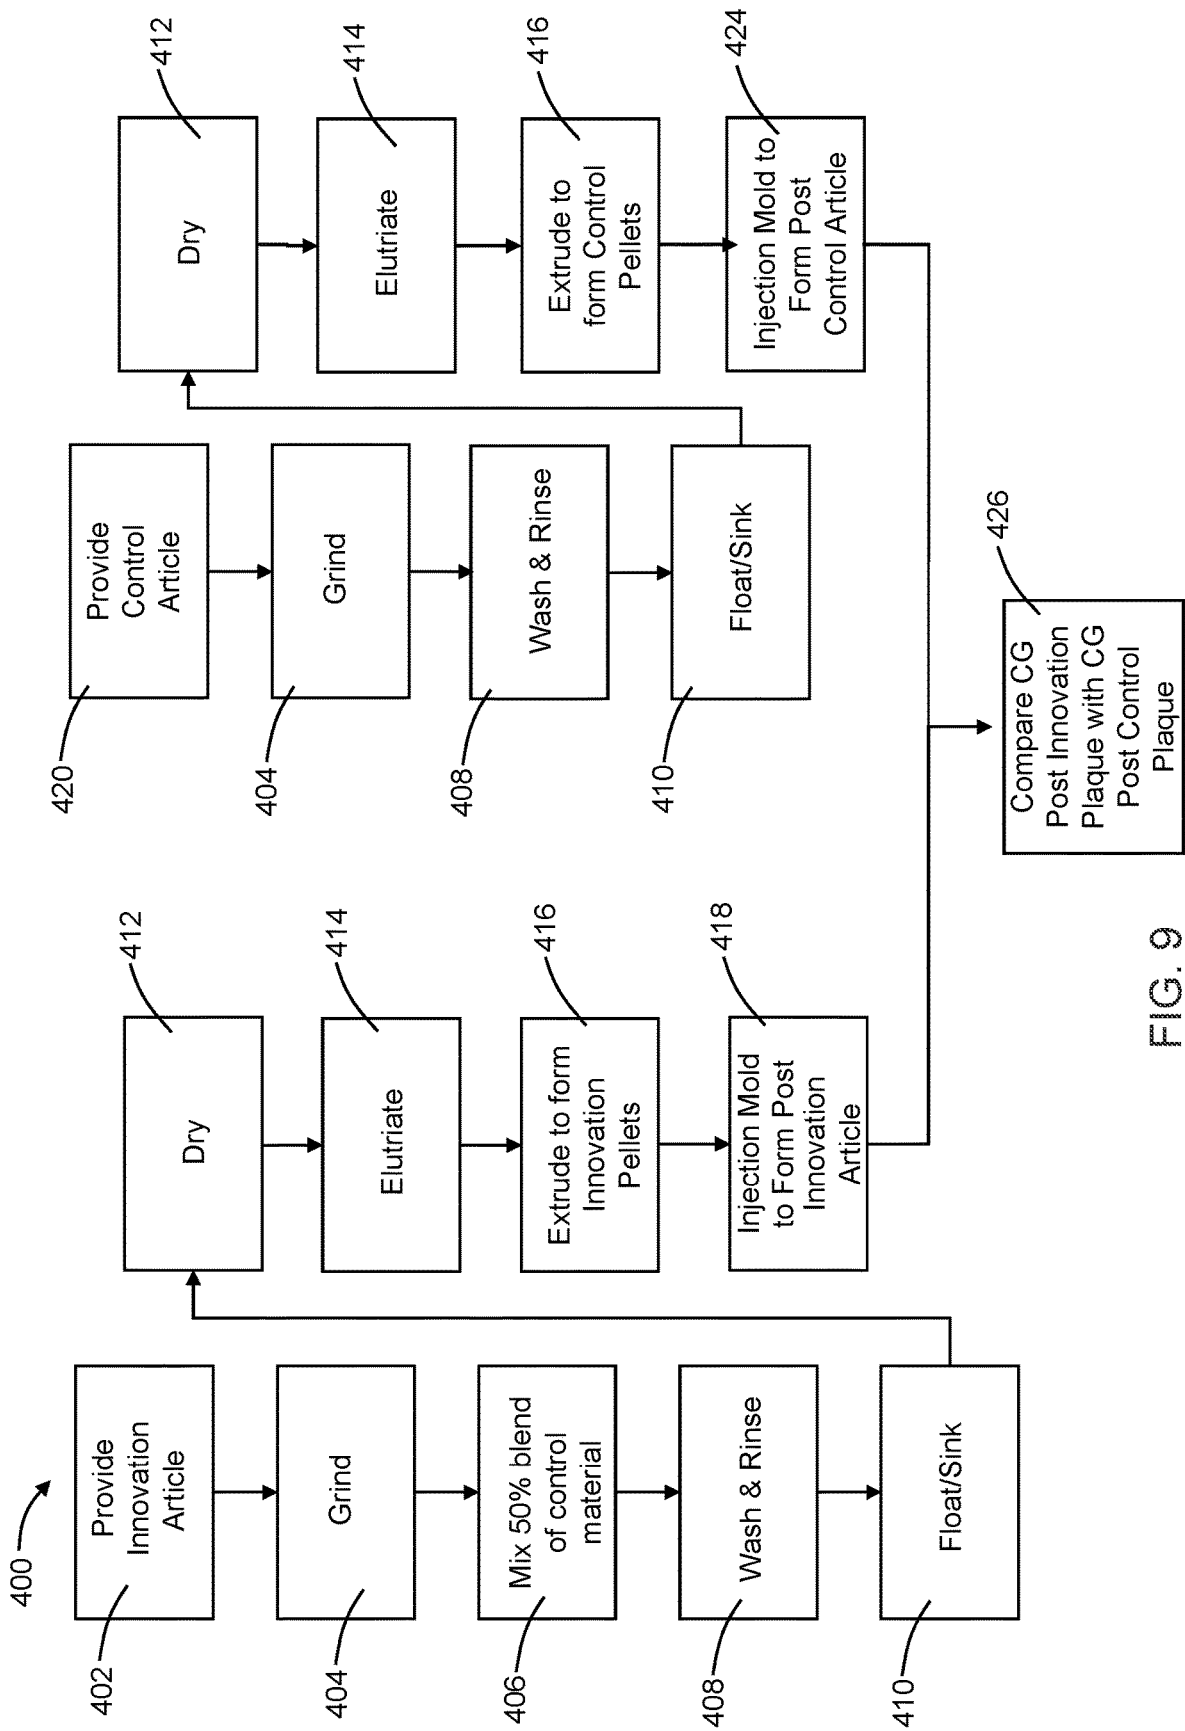 400
402
Provide
Innovation
Article
404
Grind
406
Mix 50% blend
of control
material
408
Wash & Rinse
410
Float/Sink
412
Dry
414
Elutriate
416
Extrude to form
Innovation
Pellets
418
Injection Mold
to Form Post
Innovation
Article
420
Provide
Control
Article
404
Grind
408
Wash & Rinse
410
Float/Sink
412
Dry
414
Elutriate
416
Extrude to
form Control
Pellets
424
Injection Mold to
Form Post
Control Article
426
Compare CG
Post Innovation
Plaque with CG
Post Control
Plaque
FIG. 9